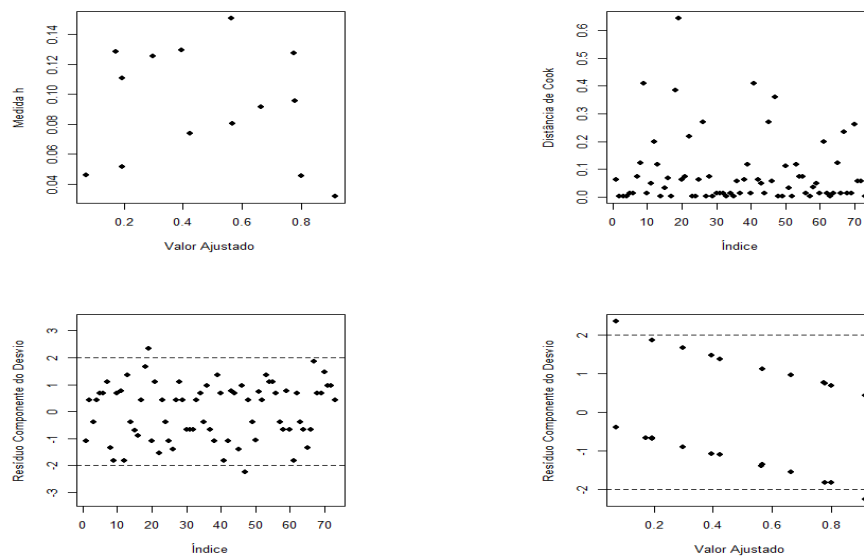 Medida h
0.04 0.06 0.08 0.10 0.12 0.14
0.2 0.4 0.6 0.8
Valor Ajustado
Distância de Cook
0.0 0.1 0.2 0.3 0.4 0.5 0.6
0 10 20 30 40 50 60 70
Índice
Resíduo Componente do Desvio
-3 -2 -1 0 1 2 3
0 10 20 30 40 50 60 70
Índice
Resíduo Componente do Desvio
-2 -1 0 1 2
0.2 0.4 0.6 0.8
Valor Ajustado